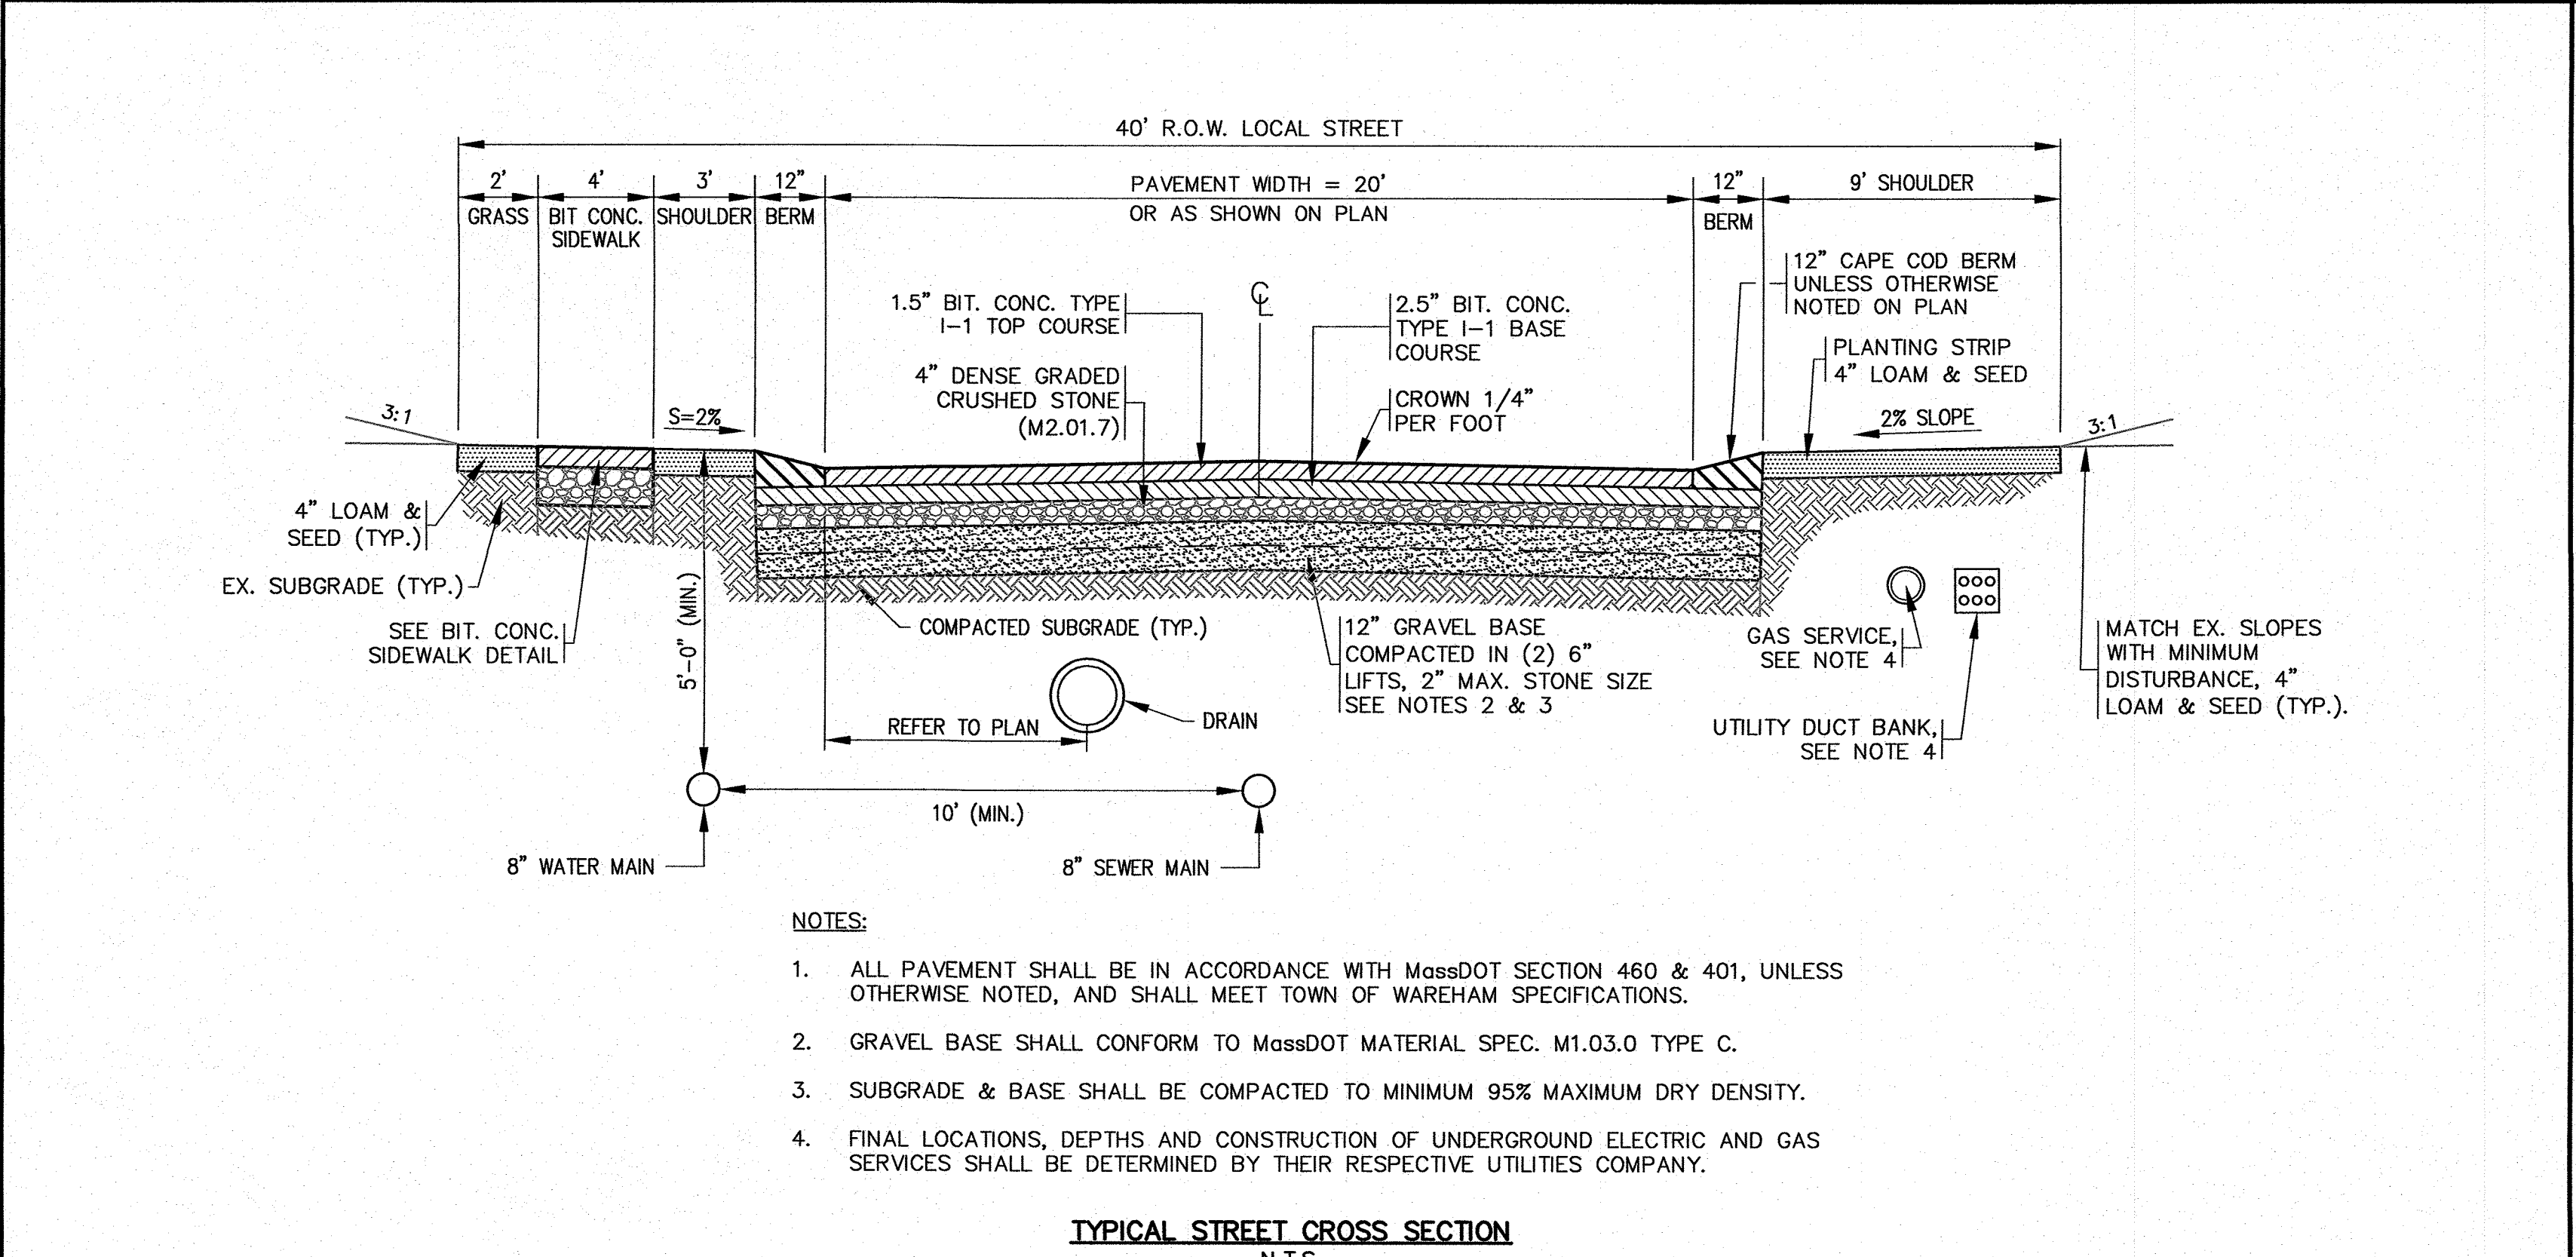 40' R.O.W. LOCAL STREET
2'
GRASS
4'
BIT CONC.
SIDEWALK
3'
SHOULDER
12"
BERM
PAVEMENT WIDTH = 20'
OR AS SHOWN ON PLAN
12"
BERM
9' SHOULDER
12" CAPE COD BERM
UNLESS OTHERWISE
NOTED ON PLAN
1.5" BIT. CONC. TYPE
I-1 TOP COURSE
℄
2.5" BIT. CONC.
TYPE I-1 BASE
COURSE
PLANTING STRIP
4" LOAM & SEED
4" DENSE GRADED
CRUSHED STONE
(M2.01.7)
CROWN 1/4"
PER FOOT
3:1
S=2%
2% SLOPE
3:1
4" LOAM &
SEED (TYP.)
EX. SUBGRADE (TYP.)
SEE BIT. CONC.
SIDEWALK DETAIL
5'-0" (MIN.)
COMPACTED SUBGRADE (TYP.)
12" GRAVEL BASE
COMPACTED IN (2) 6"
LIFTS, 2" MAX. STONE SIZE
SEE NOTES 2 & 3
GAS SERVICE,
SEE NOTE 4
UTILITY DUCT BANK,
SEE NOTE 4
MATCH EX. SLOPES
WITH MINIMUM
DISTURBANCE, 4"
LOAM & SEED (TYP.).
REFER TO PLAN
DRAIN
10' (MIN.)
8" WATER MAIN
8" SEWER MAIN
NOTES:
1. ALL PAVEMENT SHALL BE IN ACCORDANCE WITH MassDOT SECTION 460 & 401, UNLESS
OTHERWISE NOTED, AND SHALL MEET TOWN OF WAREHAM SPECIFICATIONS.
2. GRAVEL BASE SHALL CONFORM TO MassDOT MATERIAL SPEC. M1.03.0 TYPE C.
3. SUBGRADE & BASE SHALL BE COMPACTED TO MINIMUM 95% MAXIMUM DRY DENSITY.
4. FINAL LOCATIONS, DEPTHS AND CONSTRUCTION OF UNDERGROUND ELECTRIC AND GAS
SERVICES SHALL BE DETERMINED BY THEIR RESPECTIVE UTILITIES COMPANY.
TYPICAL STREET CROSS SECTION
N.T.S.